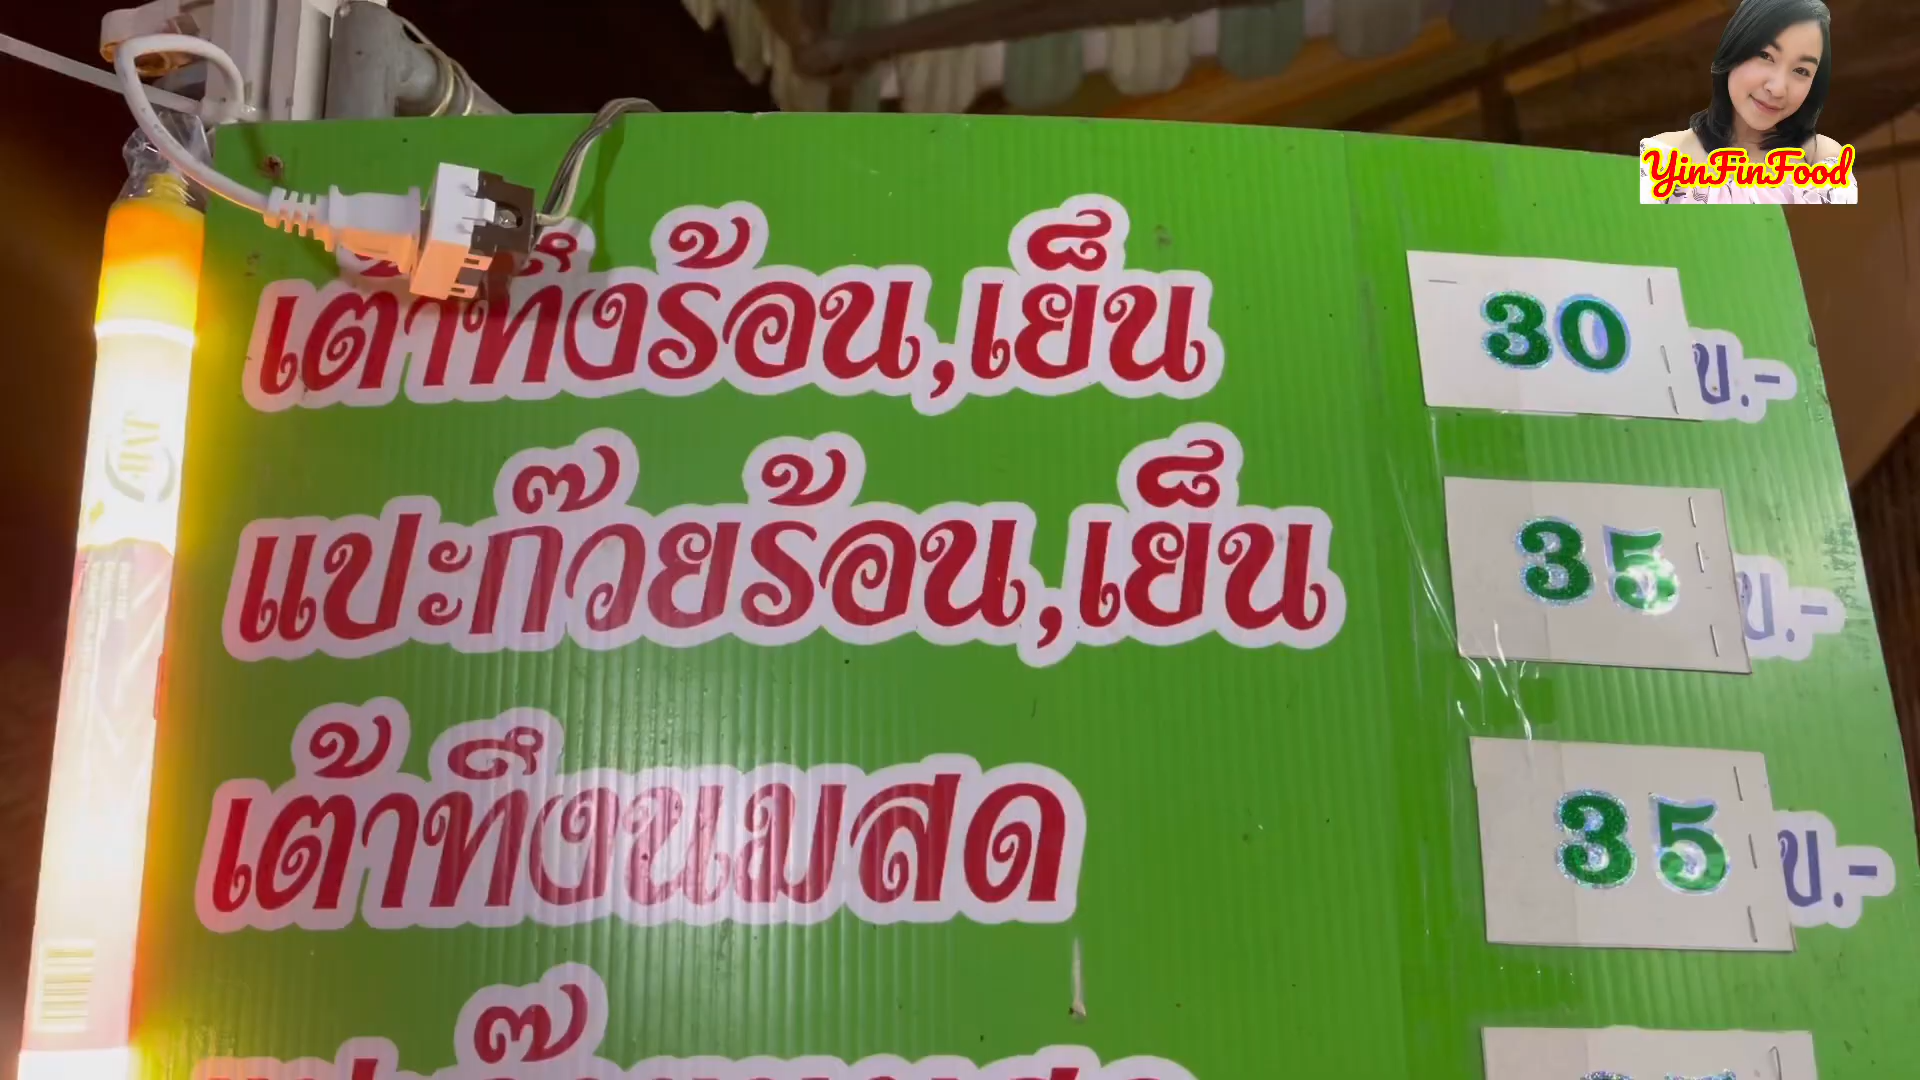 YinFinFood
เต้าทึงร้อน,เย็น 30 บ.-
แปะก๊วยร้อน,เย็น 35 บ.-
เต้าทึงนมสด 35 บ.-